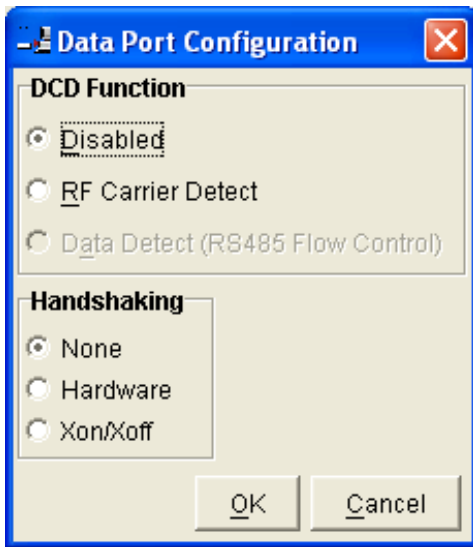 Data Port Configuration
DCD Function
Disabled
RF Carrier Detect
Data Detect (RS485 Flow Control)
Handshaking
None
Hardware
Xon/Xoff
OK Cancel